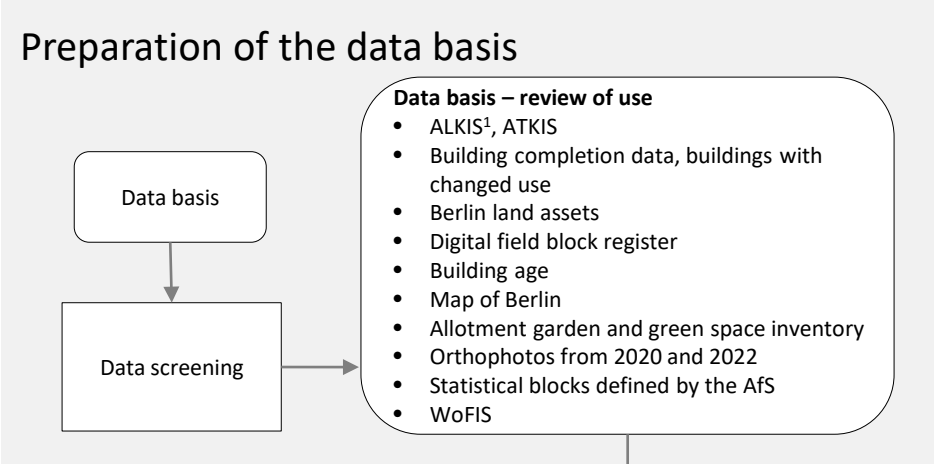 Preparation of the data basis
Data basis – review of use
• ALKIS¹, ATKIS
• Building completion data, buildings with
changed use
• Berlin land assets
• Digital field block register
• Building age
• Map of Berlin
• Allotment garden and green space inventory
• Orthophotos from 2020 and 2022
• Statistical blocks defined by the AfS
• WoFIS
Data basis
Data screening